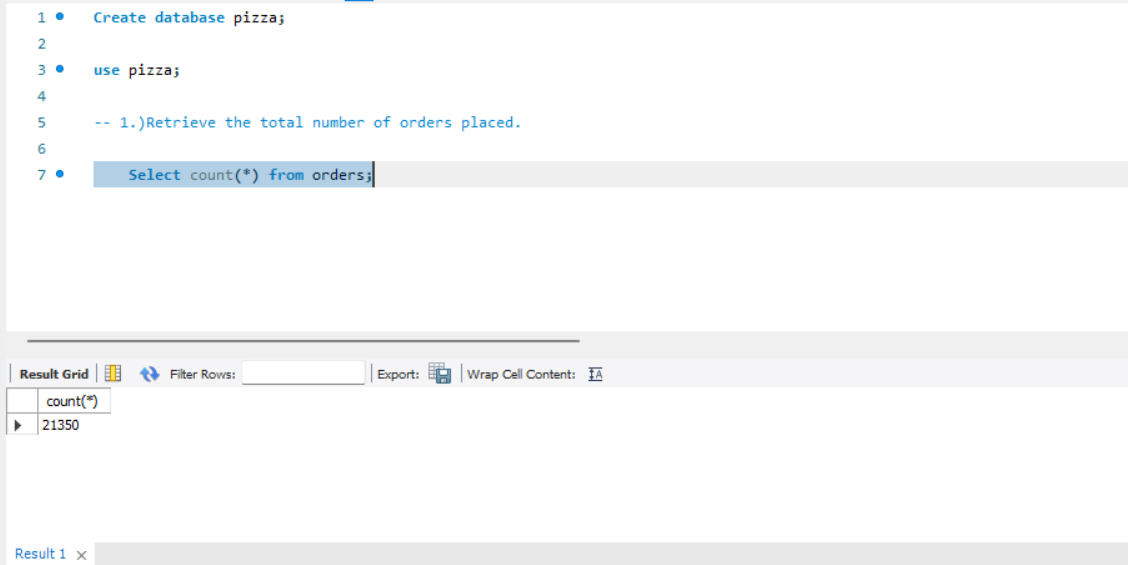 1 Create database pizza;
2
3 use pizza;
4
5 -- 1.)Retrieve the total number of orders placed.
6
7 Select count(*) from orders;
Result Grid Filter Rows: Export: Wrap Cell Content: IA
count(*)
21350
Result 1 ×